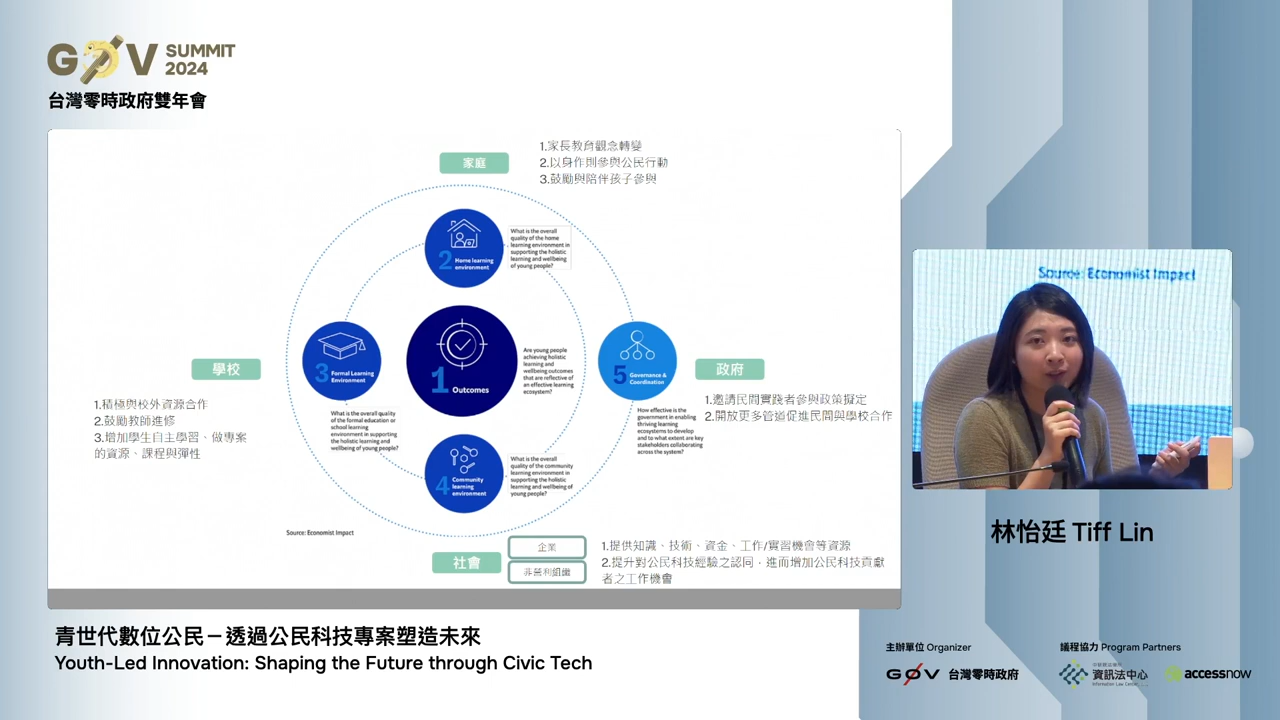 G0V SUMMIT 2024
台灣零時政府雙年會
家庭
1.家長教育觀念轉變
2.以身作則參與公民行動
3.鼓勵與陪伴孩子參與
2 Home learning environment
What is the overall
quality of the home
learning environment in
supporting the holistic
learning and wellbeing
of young people?
學校
1.積極與校外資源合作
2.鼓勵教師進修
3.增加學生自主學習、做專案
的資源、課程與彈性
3 Formal Learning Environment
What is the overall quality
of the formal education or
school learning
environment in supporting
the holistic learning and
wellbeing of young people?
1 Outcomes
Are young people
achieving holistic
learning and
wellbeing outcomes
that are reflective of
an effective learning
ecosystem?
5 Governance & Coordination
How effective is the
government in enabling
thriving learning
ecosystems to develop
and to what extent are key
stakeholders collaborating
across the system?
政府
1.邀請民間實踐者參與政策擬定
2.開放更多管道促進民間與學校合作
4 Community learning environment
What is the overall
quality of the community
learning environment in
supporting the holistic
learning and wellbeing of
young people?
Source: Economist Impact
社會
企業
非營利組織
1.提供知識、技術、資金、工作/實習機會等資源
2.提升對公民科技經驗之認同，進而增加公民科技貢獻
者之工作機會
Source: Economist Impact
林怡廷 Tiff Lin
青世代數位公民－透過公民科技專案塑造未來
Youth-Led Innovation: Shaping the Future through Civic Tech
主辦單位 Organizer
G0V 台灣零時政府
議程協力 Program Partners
資訊法中心
Information Law Center
accessnow